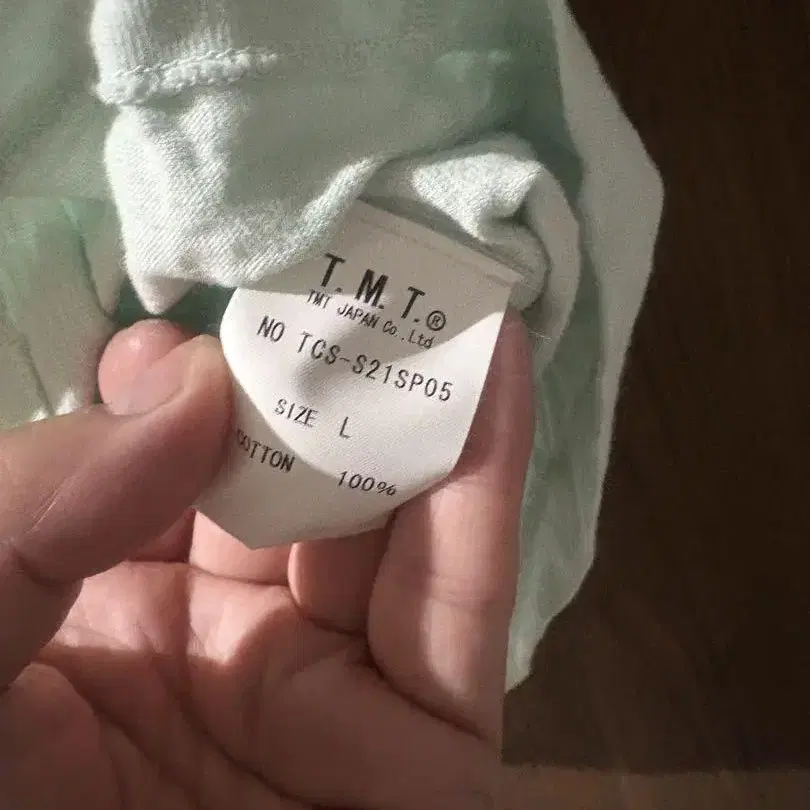 T.M.T.®
TMT JAPAN Co.,Ltd
NO TCS-S21SP05
SIZE L
COTTON 100%